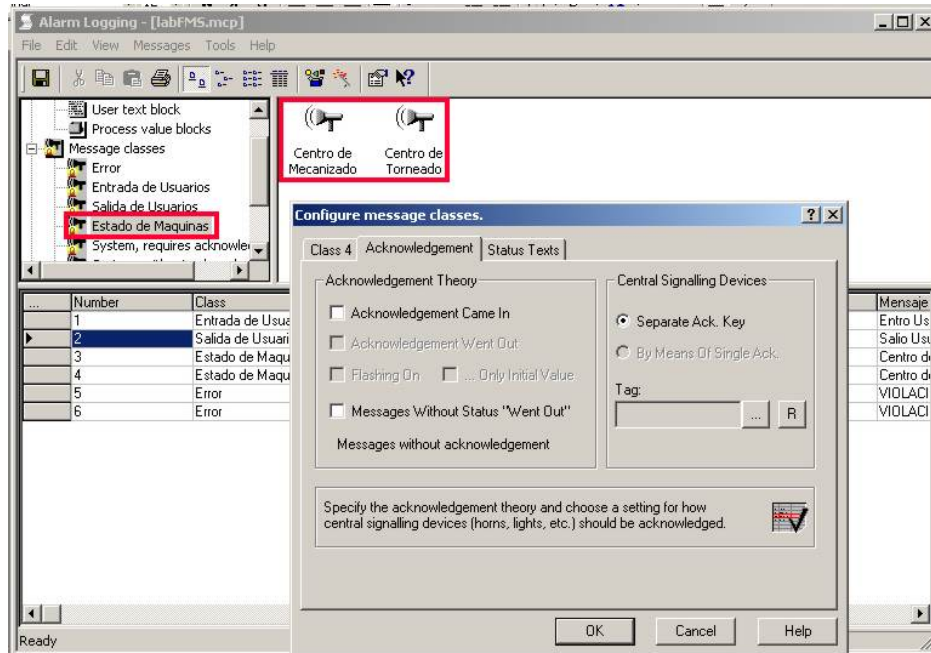 Alarm Logging - [labFMS.mcp]
File Edit View Messages Tools Help
User text block
Process value blocks
Message classes
Error
Entrada de Usuarios
Salida de Usuarios
Estado de Maquinas
System, requires acknowle
Centro de Mecanizado
Centro de Torneado
Configure message classes.
Class 4 Acknowledgement Status Texts
Acknowledgement Theory
Acknowledgement Came In
Acknowledgement Went Out
Flashing On ... Only Initial Value
Messages Without Status "Went Out"
Messages without acknowledgement
Central Signalling Devices
Separate Ack. Key
By Means Of Single Ack.
Tag:
... R
Specify the acknowledgement theory and choose a setting for how
central signalling devices (horns, lights, etc.) should be acknowledged.
OK Cancel Help
... Number Class Mensaje
1 Entrada de Usua Entro Us
2 Salida de Usuari Salio Usu
3 Estado de Maqu Centro d
4 Estado de Maqu Centro d
5 Error VIOLACI
6 Error VIOLACI
Ready